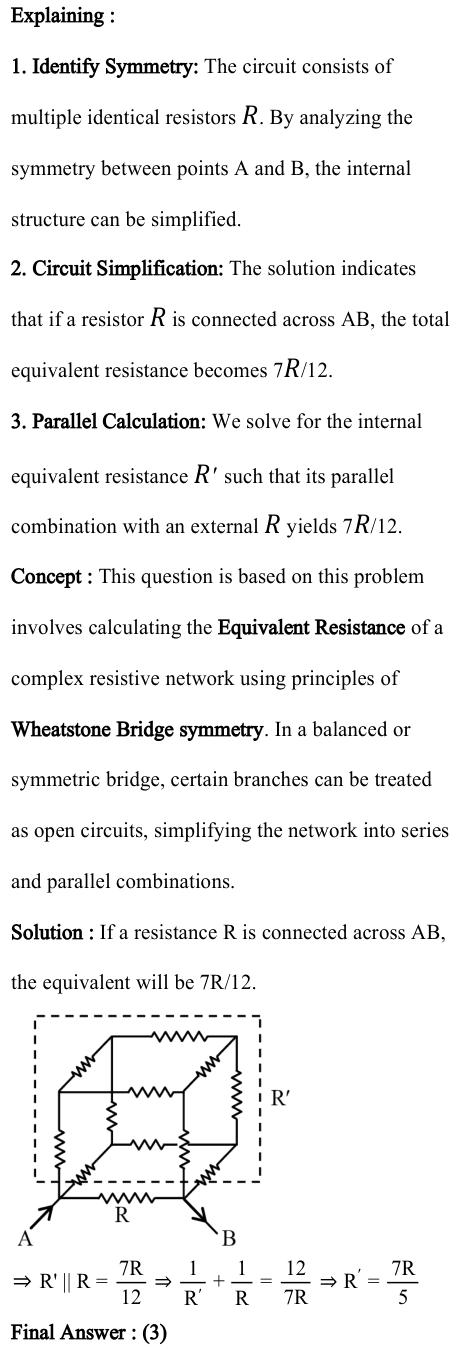 Explaining :
1. Identify Symmetry: The circuit consists of
multiple identical resistors R. By analyzing the
symmetry between points A and B, the internal
structure can be simplified.
2. Circuit Simplification: The solution indicates
that if a resistor R is connected across AB, the total
equivalent resistance becomes 7R/12.
3. Parallel Calculation: We solve for the internal
equivalent resistance R′ such that its parallel
combination with an external R yields 7R/12.
Concept : This question is based on this problem
involves calculating the Equivalent Resistance of a
complex resistive network using principles of
Wheatstone Bridge symmetry. In a balanced or
symmetric bridge, certain branches can be treated
as open circuits, simplifying the network into series
and parallel combinations.
Solution : If a resistance R is connected across AB,
the equivalent will be 7R/12.
R′
R
A B
⇒ R' || R = 7R/12 ⇒ 1/R′ + 1/R = 12/7R ⇒ R′ = 7R/5
Final Answer : (3)